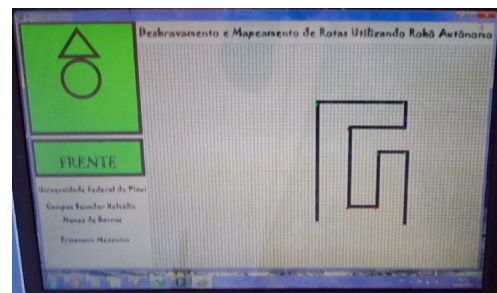 Desbravamento e Mapeamento de Rotas Utilizando Robô Autônomo
FRENTE
Universidade Federal do Piauí
Campus Senador Helvídio
Nunes de Barros